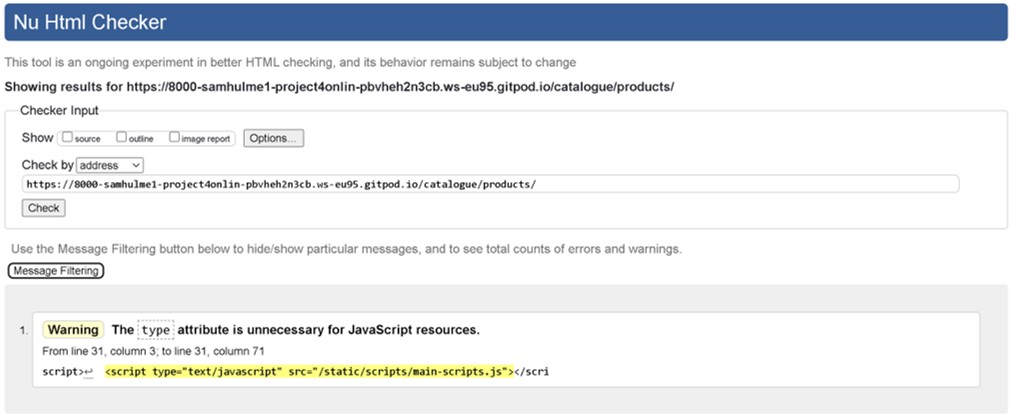 Nu Html Checker
This tool is an ongoing experiment in better HTML checking, and its behavior remains subject to change
Showing results for https://8000-samhulme1-project4onlin-pbvheh2n3cb.ws-eu95.gitpod.io/catalogue/products/
Checker Input
Show source outline image report Options...
Check by address
https://8000-samhulme1-project4onlin-pbvheh2n3cb.ws-eu95.gitpod.io/catalogue/products/
Check
Use the Message Filtering button below to hide/show particular messages, and to see total counts of errors and warnings.
Message Filtering
1. Warning The type attribute is unnecessary for JavaScript resources.
From line 31, column 3; to line 31, column 71
script>↩ <script type="text/javascript" src="/static/scripts/main-scripts.js"></scri